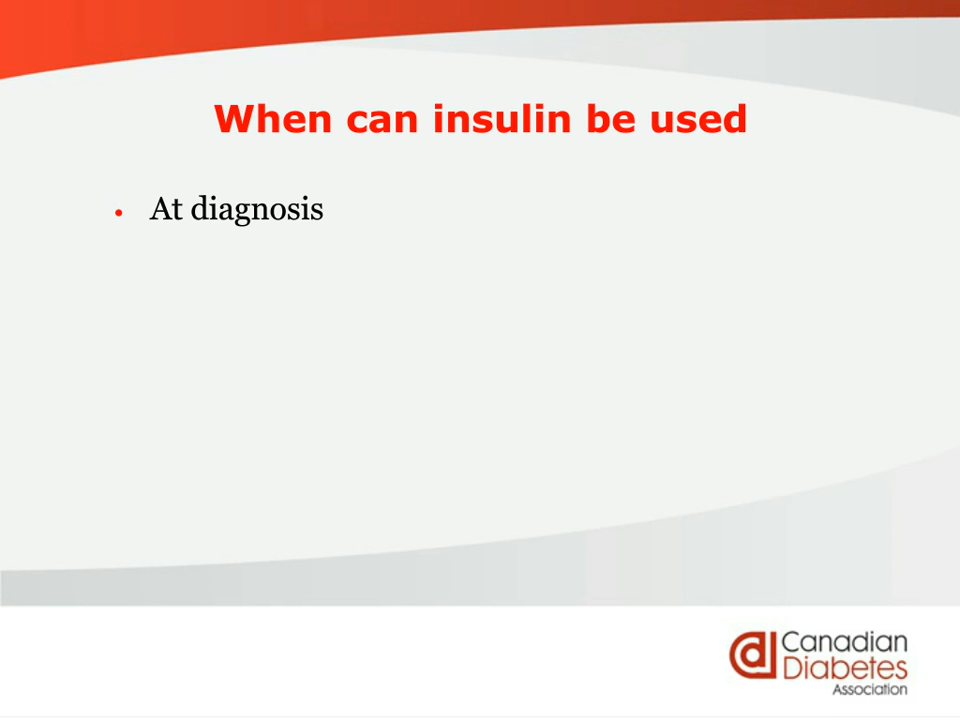 When can insulin be used
• At diagnosis
Canadian
Diabetes
Association